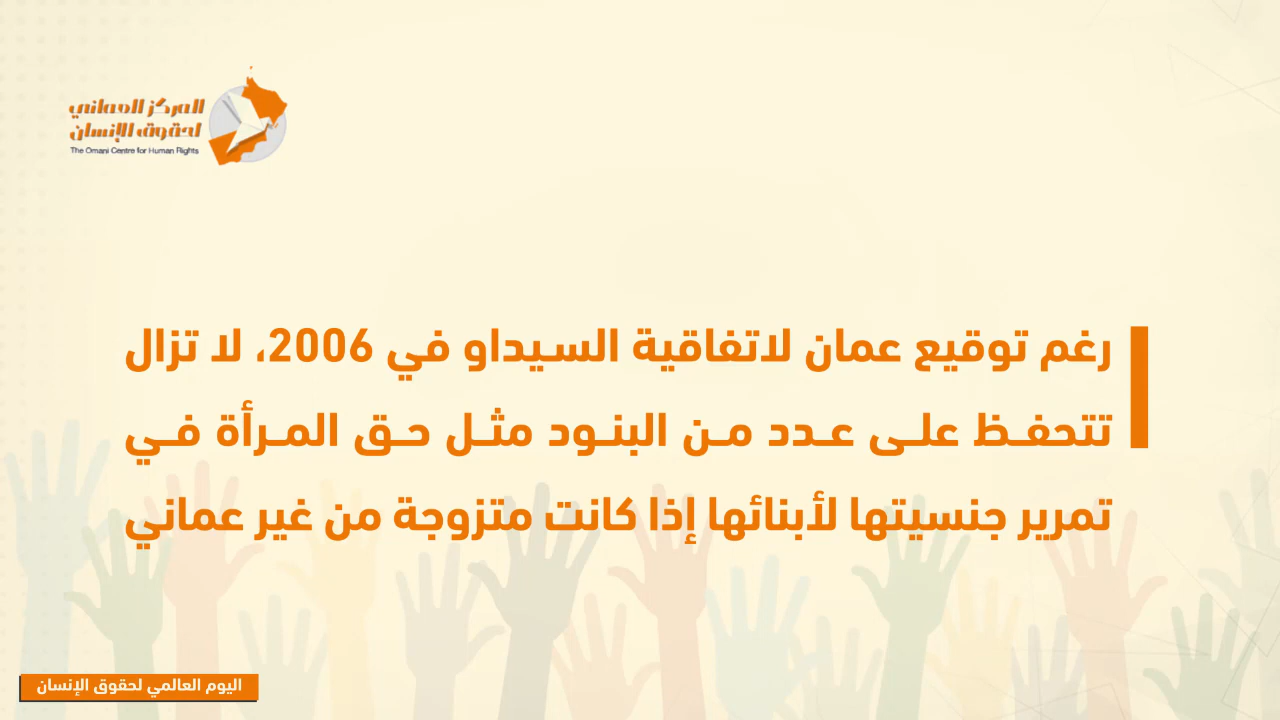 المركز العماني
لحقوق الإنسان
The Omani Centre for Human Rights
رغم توقيع عمان لاتفاقية السيداو في 2006، لا تزال
تتحفظ على عدد من البنود مثل حق المرأة في
تمرير جنسيتها لأبنائها إذا كانت متزوجة من غير عماني
اليوم العالمي لحقوق الإنسان